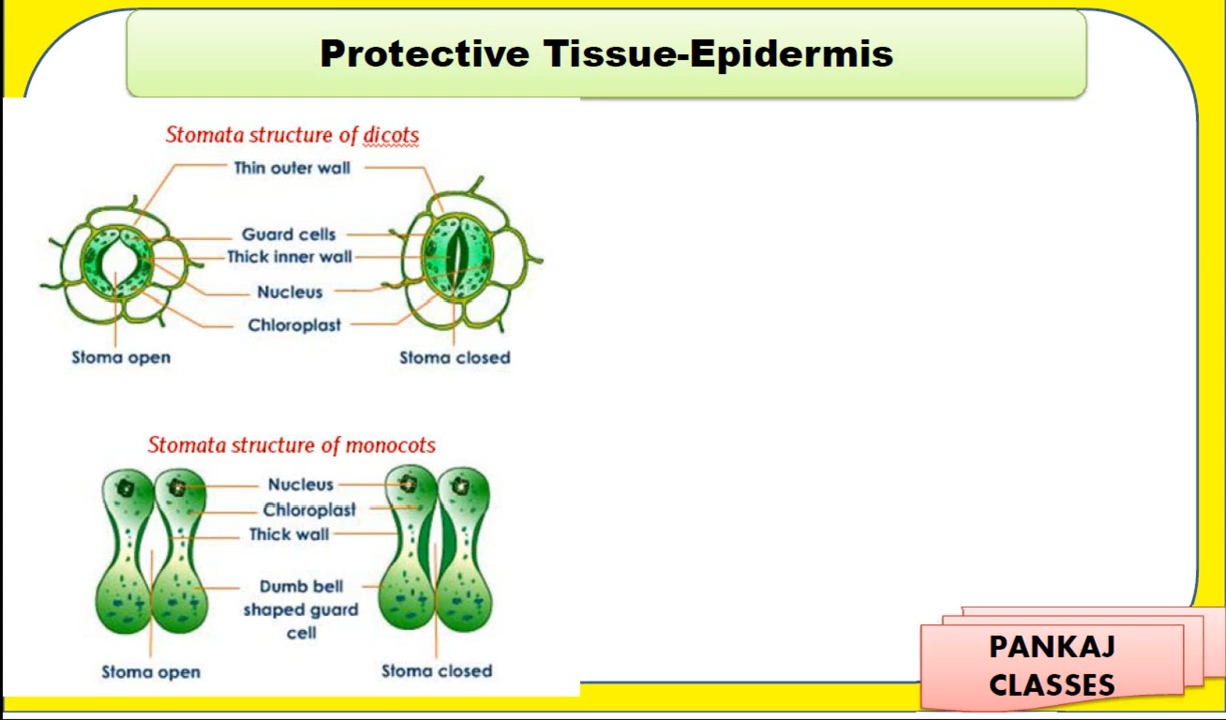 Protective Tissue-Epidermis
Stomata structure of dicots
Thin outer wall
Guard cells
Thick inner wall
Nucleus
Chloroplast
Stoma open
Stoma closed
Stomata structure of monocots
Nucleus
Chloroplast
Thick wall
Dumb bell
shaped guard
cell
Stoma open
Stoma closed
PANKAJ
CLASSES